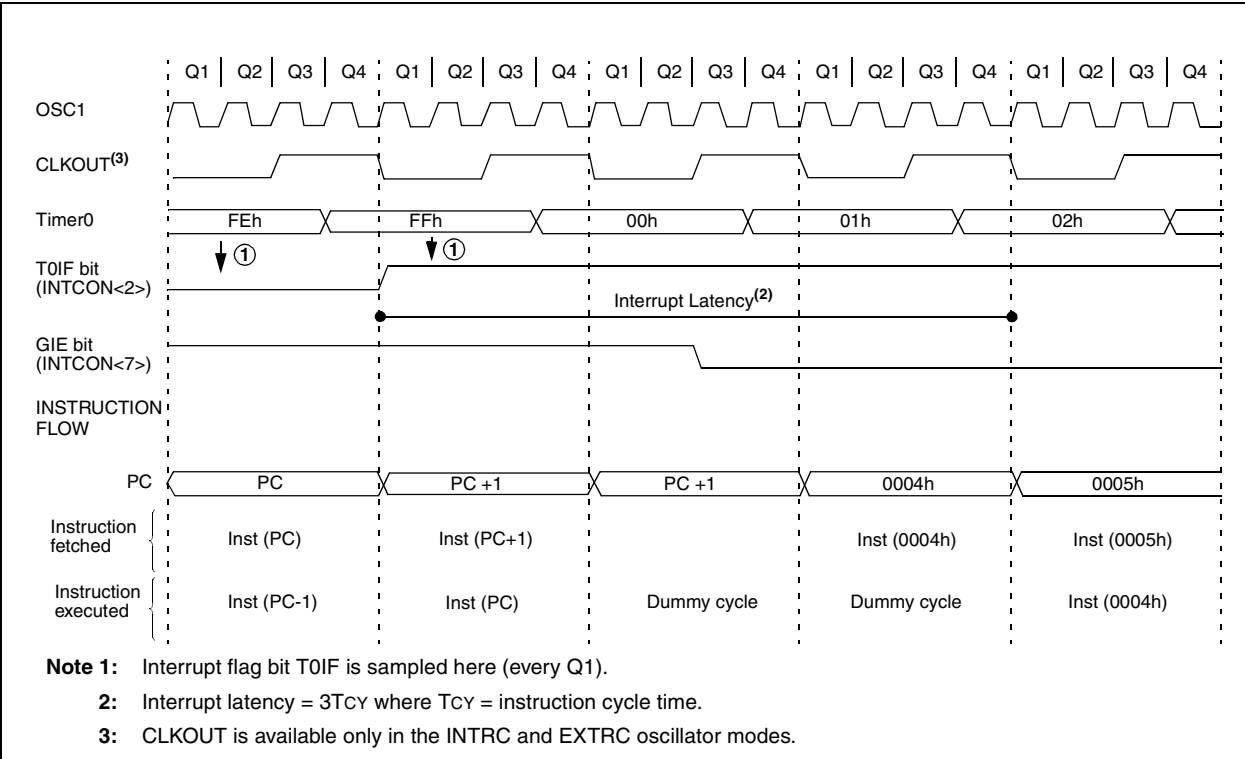 Q1 Q2 Q3 Q4 Q1 Q2 Q3 Q4 Q1 Q2 Q3 Q4 Q1 Q2 Q3 Q4 Q1 Q2 Q3 Q4
OSC1
CLKOUT(3)
Timer0 FEh FFh 00h 01h 02h
1 1
T0IF bit
(INTCON<2>)
Interrupt Latency(2)
GIE bit
(INTCON<7>)
INSTRUCTION
FLOW
PC PC PC +1 PC +1 0004h 0005h
Instruction
fetched
Inst (PC) Inst (PC+1) Inst (0004h) Inst (0005h)
Instruction
executed
Inst (PC-1) Inst (PC) Dummy cycle Dummy cycle Inst (0004h)
Note 1: Interrupt flag bit T0IF is sampled here (every Q1).
2: Interrupt latency = 3TCY where TCY = instruction cycle time.
3: CLKOUT is available only in the INTRC and EXTRC oscillator modes.